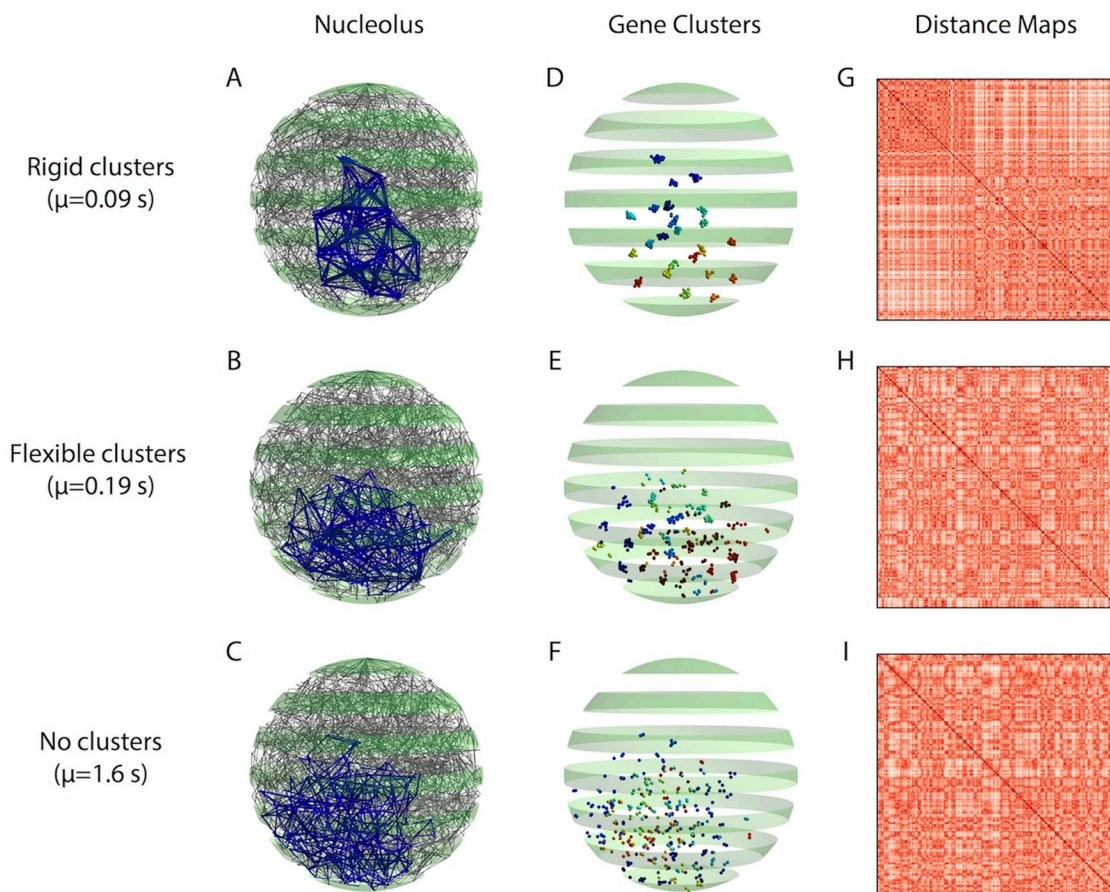 Nucleolus
Gene Clusters
Distance Maps
A
D
G
Rigid clusters
(μ=0.09 s)
B
E
H
Flexible clusters
(μ=0.19 s)
C
F
I
No clusters
(μ=1.6 s)